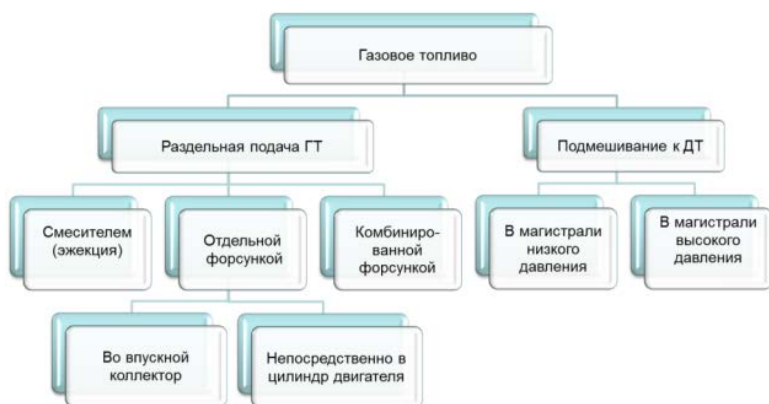 Газовое топливо
Раздельная подача ГТ
Подмешивание к ДТ
Смесителем
(эжекция)
Отдельной
форсункой
Комбиниро-
ванной
форсункой
В магистрали
низкого
давления
В магистрали
высокого
давления
Во впускной
коллектор
Непосредственно в
цилиндр двигателя